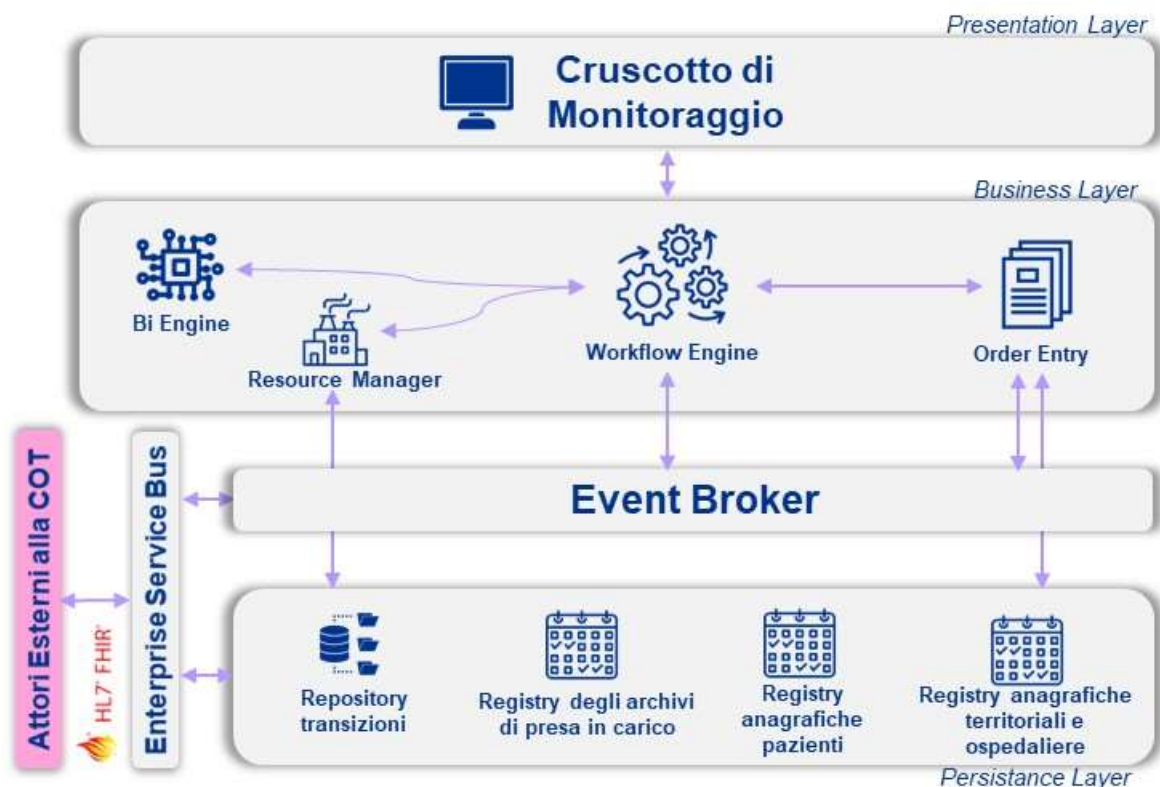 Presentation Layer
Cruscotto di
Monitoraggio
Business Layer
Bi Engine
Resource Manager
Workflow Engine
Order Entry
Attori Esterni alla COT
HL7® FHIR®
Enterprise Service Bus
Event Broker
Repository
transizioni
Registry degli archivi
di presa in carico
Registry
anagrafiche
pazienti
Registry anagrafiche
territoriali e
ospedaliere
Persistance Layer